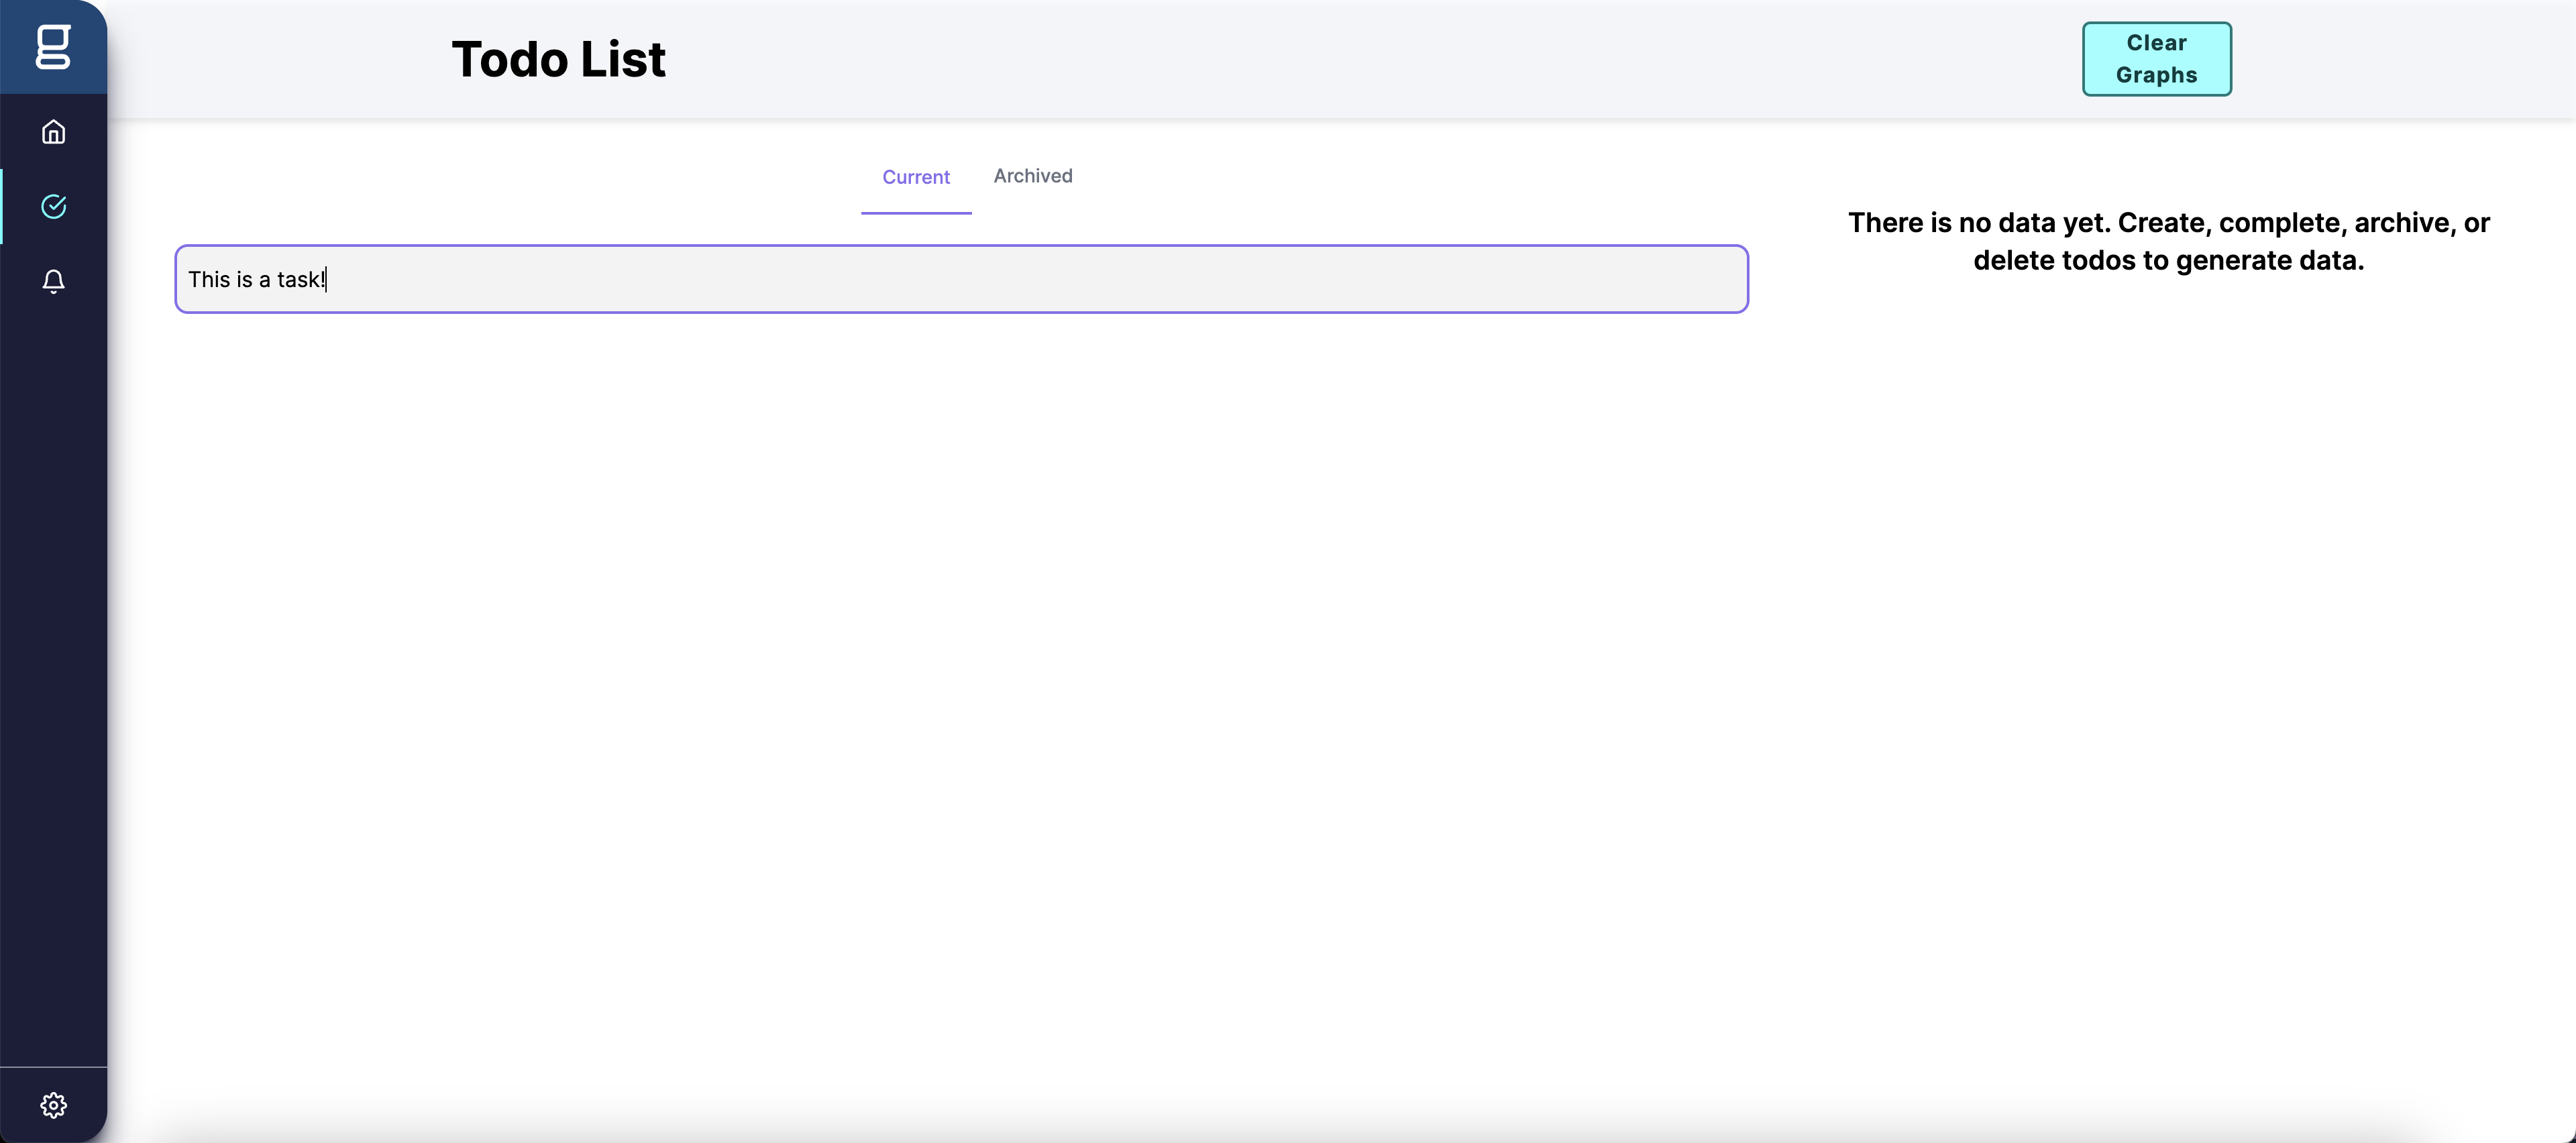 g
Todo List
Clear
Graphs
Current
Archived
There is no data yet. Create, complete, archive, or
delete todos to generate data.
This is a task!